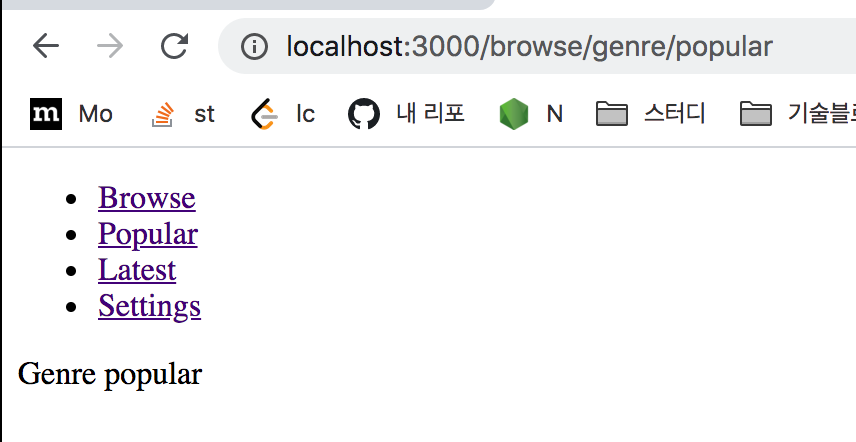 localhost:3000/browse/genre/popular
m Mo st lc 내 리포 N 스터디 기술블로
Browse
Popular
Latest
Settings
Genre popular